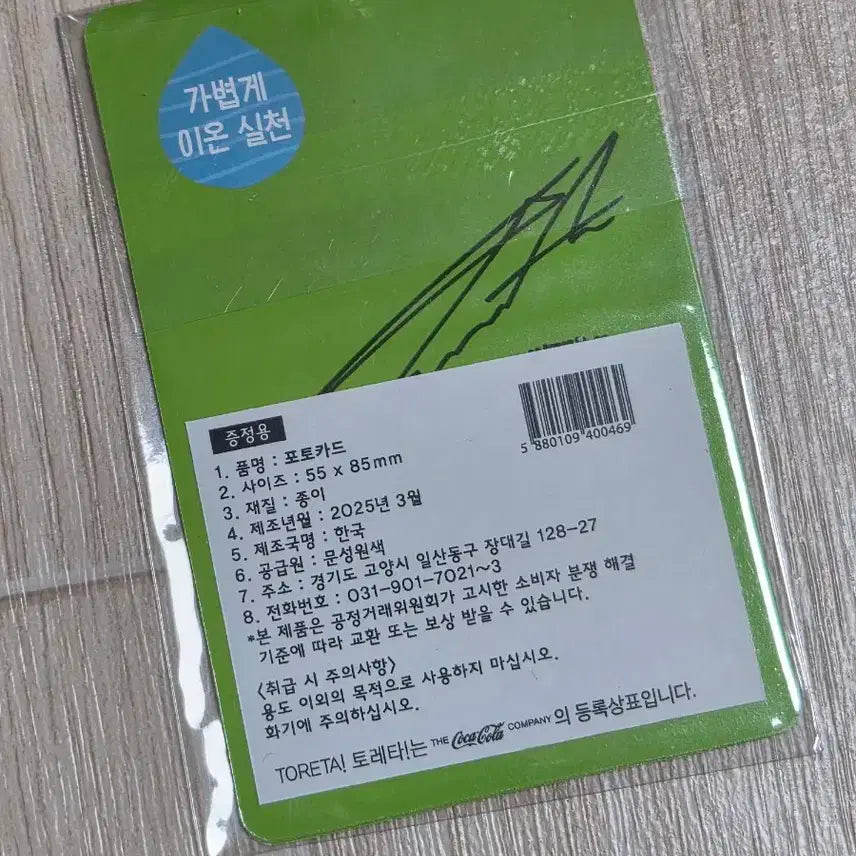 가볍게
이온 실천
증정용
5 880109 400469
1. 품명 : 포토카드
2. 사이즈 : 55 x 85mm
3. 재질 : 종이
4. 제조년월 : 2025년 3월
5. 제조국명 : 한국
6. 공급원 : 문성원색
7. 주소 : 경기도 고양시 일산동구 장대길 128-27
8. 전화번호 : 031-901-7021~3
*본 제품은 공정거래위원회가 고시한 소비자 분쟁 해결
기준에 따라 교환 또는 보상 받을 수 있습니다.
<취급 시 주의사항>
용도 이외의 목적으로 사용하지 마십시오.
화기에 주의하십시오.
TORETA! 토레타!는 THE Coca-Cola COMPANY 의 등록상표입니다.